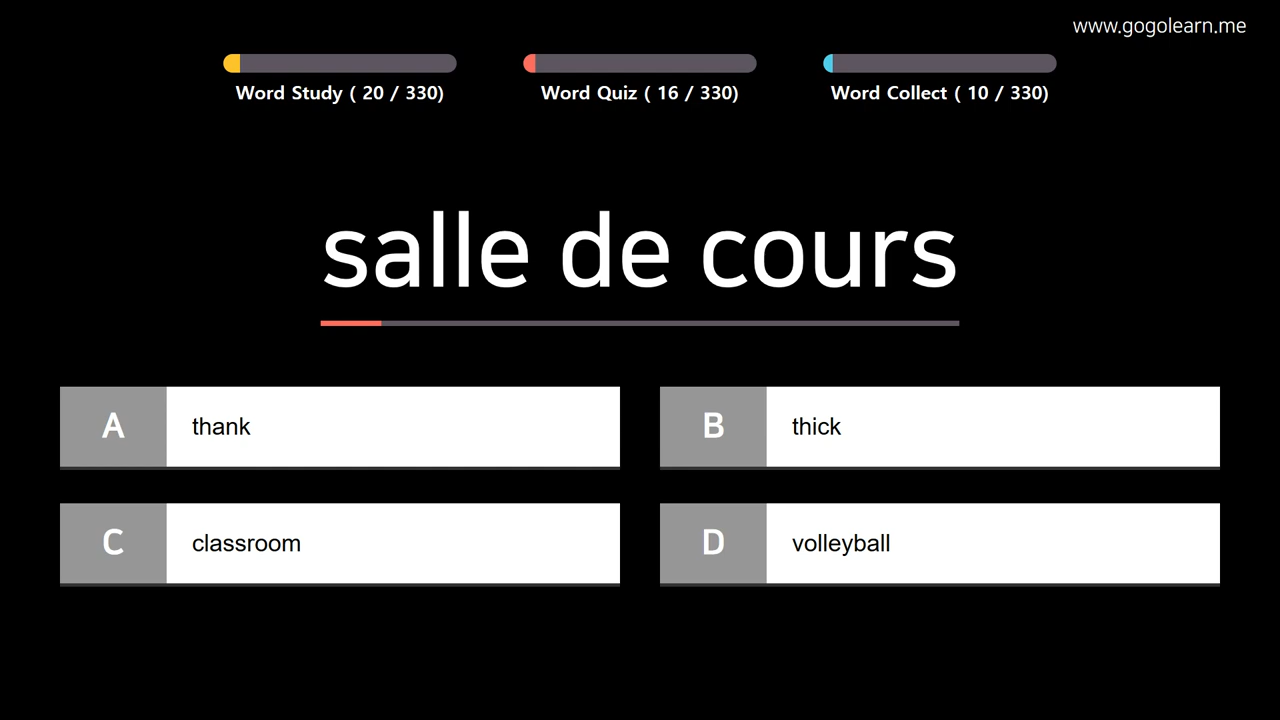 www.gogolearn.me
Word Study ( 20 / 330)
Word Quiz ( 16 / 330)
Word Collect ( 10 / 330)
salle de cours
A thank
B thick
C classroom
D volleyball